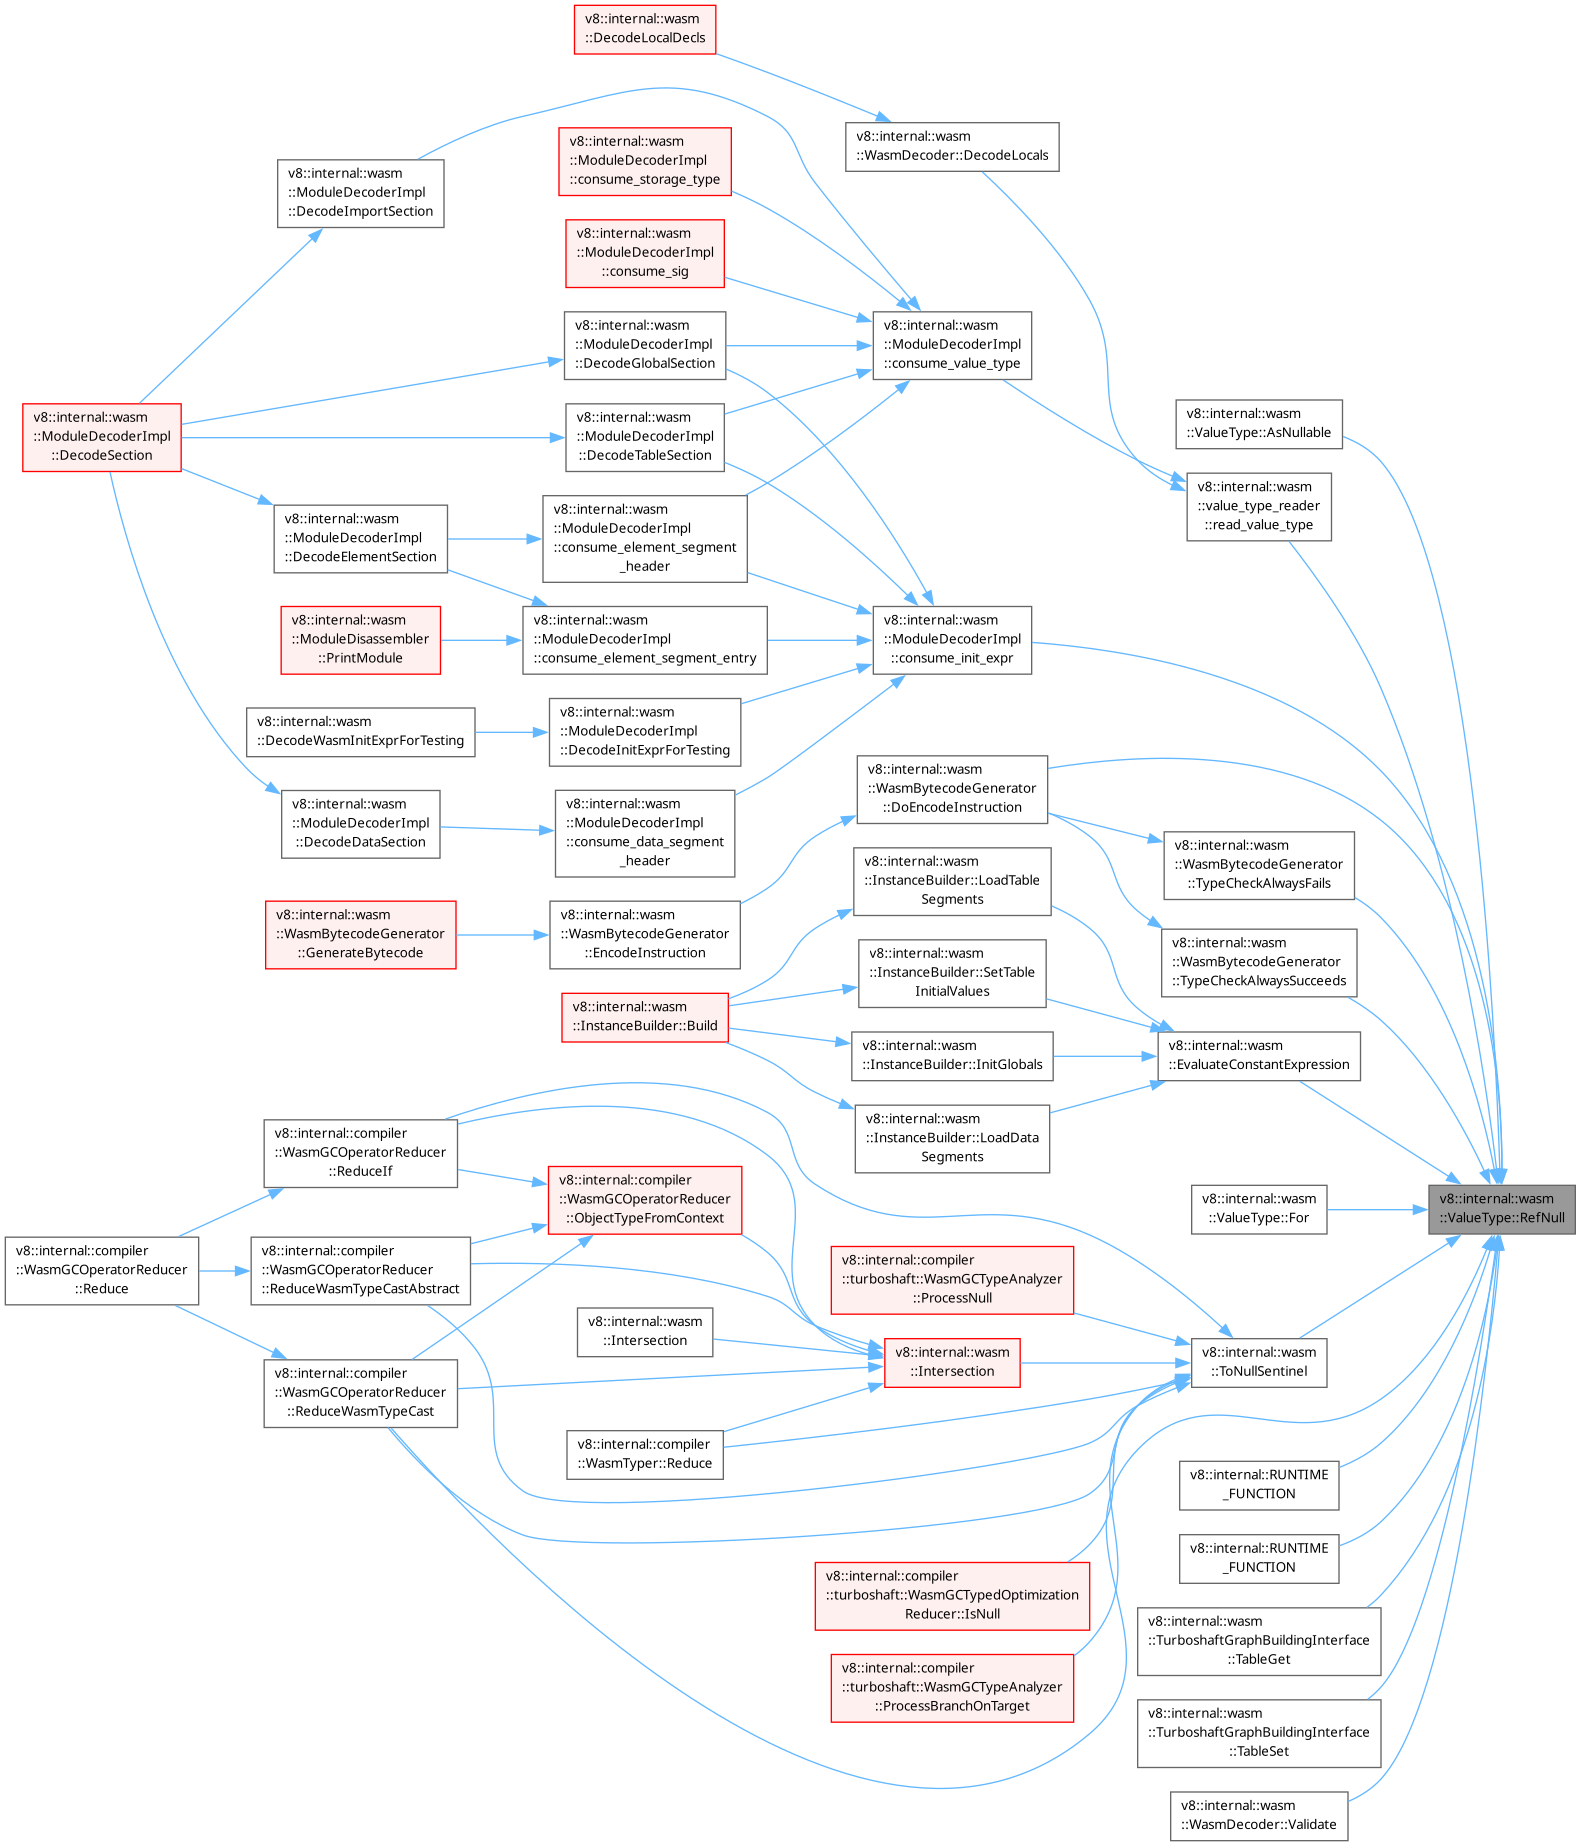 v8::internal::wasm
::DecodeLocalDecls
v8::internal::wasm
::WasmDecoder::DecodeLocals
v8::internal::wasm
::ModuleDecoderImpl
::consume_storage_type
v8::internal::wasm
::ModuleDecoderImpl
::DecodeImportSection
v8::internal::wasm
::ModuleDecoderImpl
::consume_sig
v8::internal::wasm
::ModuleDecoderImpl
::DecodeGlobalSection
v8::internal::wasm
::ModuleDecoderImpl
::consume_value_type
v8::internal::wasm
::ModuleDecoderImpl
::DecodeSection
v8::internal::wasm
::ModuleDecoderImpl
::DecodeTableSection
v8::internal::wasm
::ValueType::AsNullable
v8::internal::wasm
::value_type_reader
::read_value_type
v8::internal::wasm
::ModuleDecoderImpl
::DecodeElementSection
v8::internal::wasm
::ModuleDecoderImpl
::consume_element_segment
_header
v8::internal::wasm
::ModuleDisassembler
::PrintModule
v8::internal::wasm
::ModuleDecoderImpl
::consume_element_segment_entry
v8::internal::wasm
::ModuleDecoderImpl
::consume_init_expr
v8::internal::wasm
::DecodeWasmInitExprForTesting
v8::internal::wasm
::ModuleDecoderImpl
::DecodeInitExprForTesting
v8::internal::wasm
::WasmBytecodeGenerator
::DoEncodeInstruction
v8::internal::wasm
::ModuleDecoderImpl
::DecodeDataSection
v8::internal::wasm
::ModuleDecoderImpl
::consume_data_segment
_header
v8::internal::wasm
::WasmBytecodeGenerator
::TypeCheckAlwaysFails
v8::internal::wasm
::InstanceBuilder::LoadTable
Segments
v8::internal::wasm
::WasmBytecodeGenerator
::GenerateBytecode
v8::internal::wasm
::WasmBytecodeGenerator
::EncodeInstruction
v8::internal::wasm
::WasmBytecodeGenerator
::TypeCheckAlwaysSucceeds
v8::internal::wasm
::InstanceBuilder::SetTable
InitialValues
v8::internal::wasm
::InstanceBuilder::Build
v8::internal::wasm
::InstanceBuilder::InitGlobals
v8::internal::wasm
::EvaluateConstantExpression
v8::internal::wasm
::InstanceBuilder::LoadData
Segments
v8::internal::compiler
::WasmGCOperatorReducer
::ReduceIf
v8::internal::compiler
::WasmGCOperatorReducer
::ObjectTypeFromContext
v8::internal::wasm
::ValueType::For
v8::internal::wasm
::ValueType::RefNull
v8::internal::compiler
::WasmGCOperatorReducer
::Reduce
v8::internal::compiler
::WasmGCOperatorReducer
::ReduceWasmTypeCastAbstract
v8::internal::compiler
::turboshaft::WasmGCTypeAnalyzer
::ProcessNull
v8::internal::wasm
::Intersection
v8::internal::wasm
::Intersection
v8::internal::wasm
::ToNullSentinel
v8::internal::compiler
::WasmGCOperatorReducer
::ReduceWasmTypeCast
v8::internal::compiler
::WasmTyper::Reduce
v8::internal::RUNTIME
_FUNCTION
v8::internal::RUNTIME
_FUNCTION
v8::internal::compiler
::turboshaft::WasmGCTypedOptimization
Reducer::IsNull
v8::internal::wasm
::TurboshaftGraphBuildingInterface
::TableGet
v8::internal::compiler
::turboshaft::WasmGCTypeAnalyzer
::ProcessBranchOnTarget
v8::internal::wasm
::TurboshaftGraphBuildingInterface
::TableSet
v8::internal::wasm
::WasmDecoder::Validate